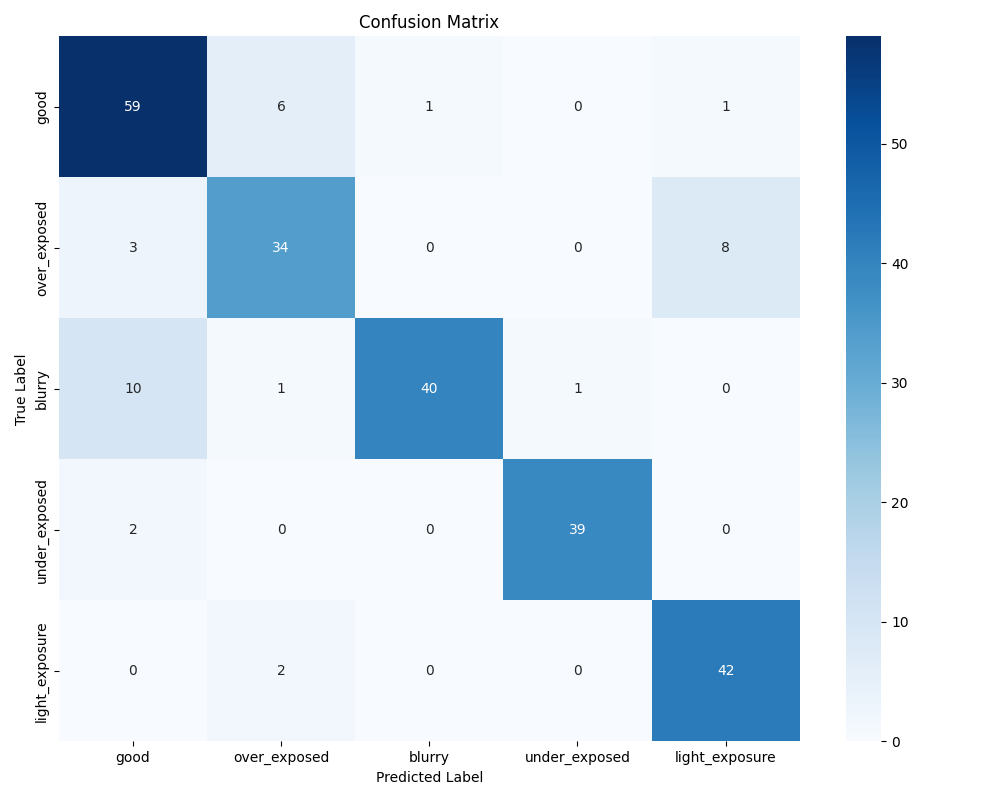 Confusion Matrix
True Label
good
59 6 1 0 1
over_exposed
3 34 0 0 8
blurry
10 1 40 1 0
under_exposed
2 0 0 39 0
light_exposure
0 2 0 0 42
good over_exposed blurry under_exposed light_exposure
Predicted Label
50
40
30
20
10
0